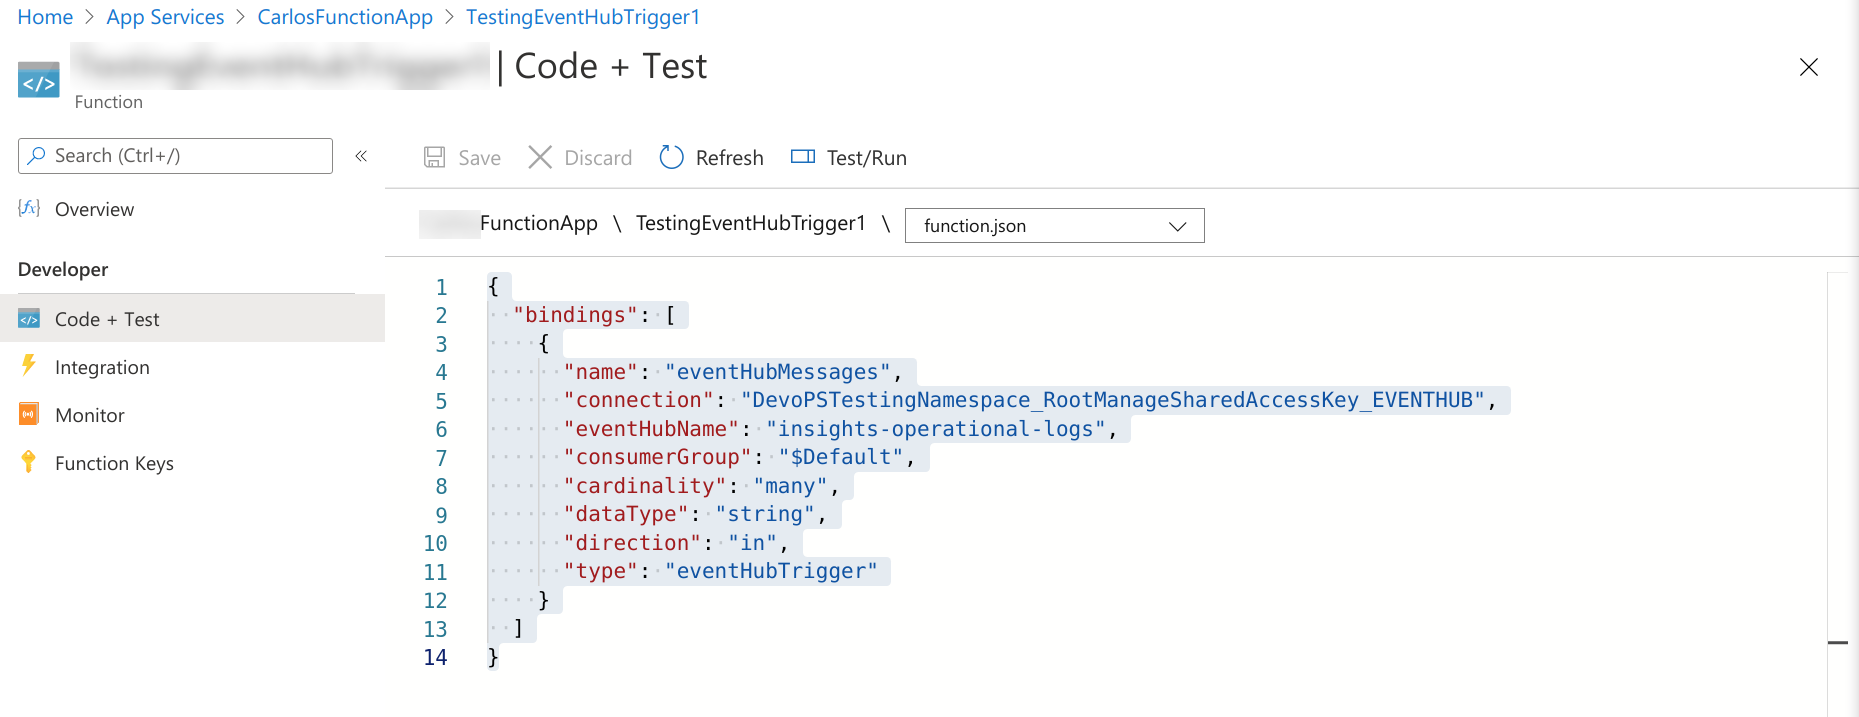 Home > App Services > CarlosFunctionApp > TestingEventHubTrigger1
| Code + Test
Function
Search (Ctrl+/)
«
Save Discard Refresh Test/Run
Overview
FunctionApp \ TestingEventHubTrigger1 \ function.json
Developer
Code + Test
Integration
Monitor
Function Keys
1 {
2 "bindings": [
3 {
4 "name": "eventHubMessages",
5 "connection": "DevoPSTestingNamespace_RootManageSharedAccessKey_EVENTHUB",
6 "eventHubName": "insights-operational-logs",
7 "consumerGroup": "$Default",
8 "cardinality": "many",
9 "dataType": "string",
10 "direction": "in",
11 "type": "eventHubTrigger"
12 }
13 ]
14 }